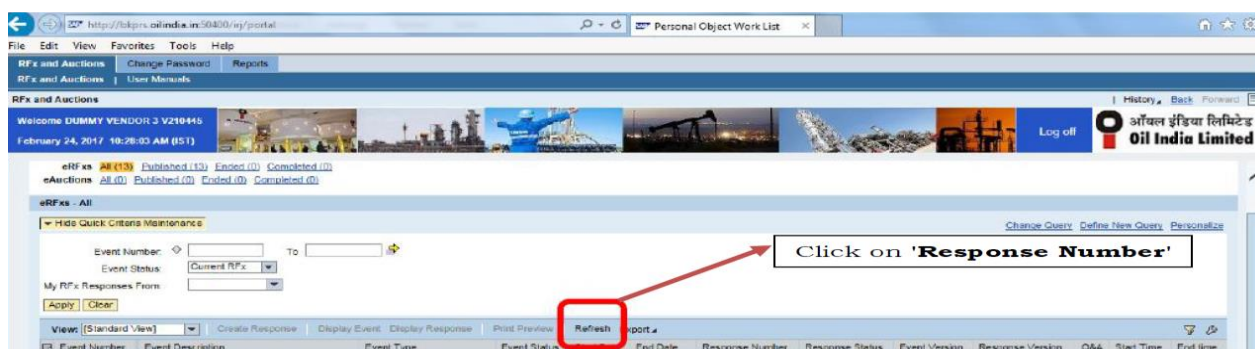 http://bkprs.oilindia.in:50400/irj/portal
Personal Object Work List
File Edit View Favorites Tools Help
RFx and Auctions Change Password Reports
RFx and Auctions | User Manuals
RFx and Auctions
| History Back Forward
Welcome DUMMY VENDOR 3 V210445
February 24, 2017 10:28:03 AM (IST)
Log off
ऑयल इंडिया लिमिटेड
Oil India Limited
eRFxs All (13) Published (13) Ended (0) Completed (0)
eAuctions All (0) Published (0) Ended (0) Completed (0)
eRFxs - All
Hide Quick Criteria Maintenance
Change Query Define New Query Personalize
Click on 'Response Number'
Event Number: To
Event Status: Current RFx
My RFx Responses From:
Apply Clear
View: [Standard View] | Create Response | Display Event Display Response | Print Preview Refresh Export
Event Number Event Description Event Type Event Status End Date Response Number Response Status Event Version Response Version Q&A Start Time End time